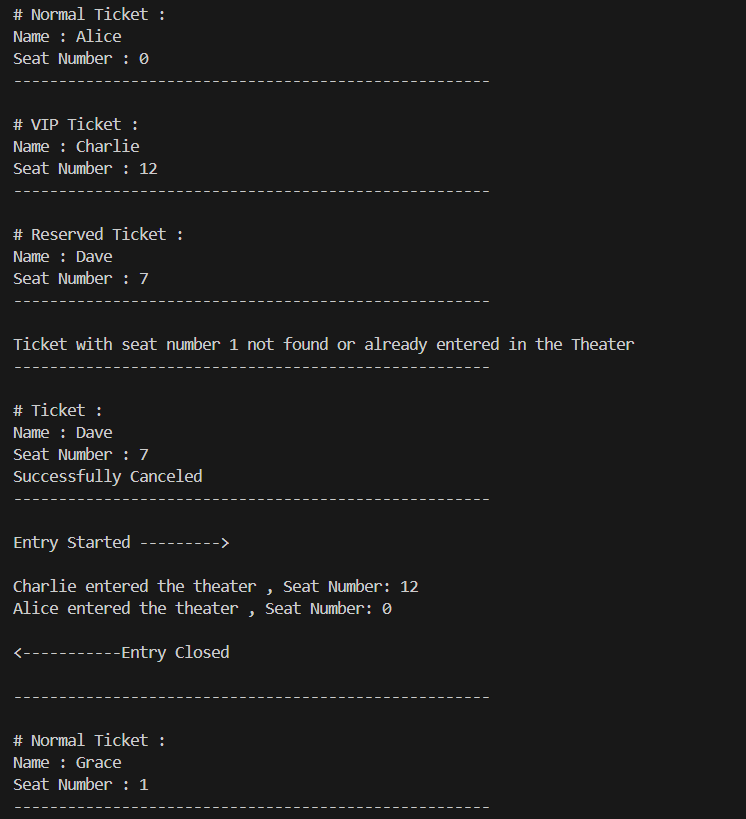 # Normal Ticket :
Name : Alice
Seat Number : 0
-----------------------------------------------------
# VIP Ticket :
Name : Charlie
Seat Number : 12
-----------------------------------------------------
# Reserved Ticket :
Name : Dave
Seat Number : 7
-----------------------------------------------------
Ticket with seat number 1 not found or already entered in the Theater
-----------------------------------------------------
# Ticket :
Name : Dave
Seat Number : 7
Successfully Canceled
-----------------------------------------------------
Entry Started --------->
Charlie entered the theater , Seat Number: 12
Alice entered the theater , Seat Number: 0
<-----------Entry Closed
-----------------------------------------------------
# Normal Ticket :
Name : Grace
Seat Number : 1
-----------------------------------------------------